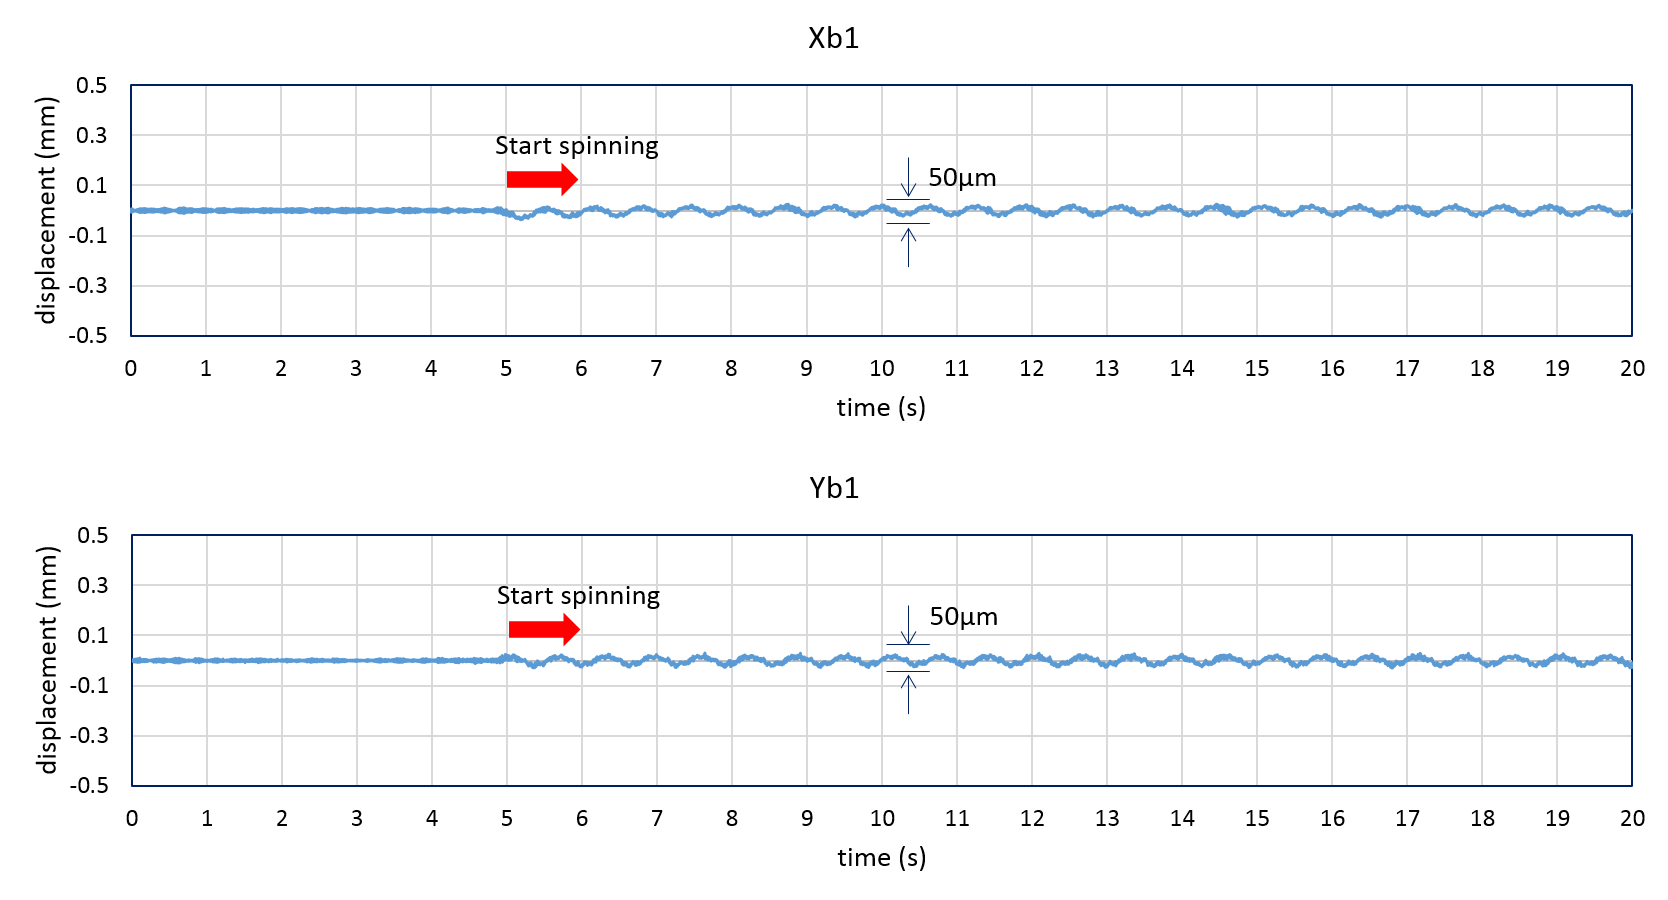 Xb1
0.5
0.3
0.1
-0.1
-0.3
-0.5
displacement (mm)
Start spinning
50µm
0 1 2 3 4 5 6 7 8 9 10 11 12 13 14 15 16 17 18 19 20
time (s)
Yb1
0.5
0.3
0.1
-0.1
-0.3
-0.5
displacement (mm)
Start spinning
50µm
0 1 2 3 4 5 6 7 8 9 10 11 12 13 14 15 16 17 18 19 20
time (s)